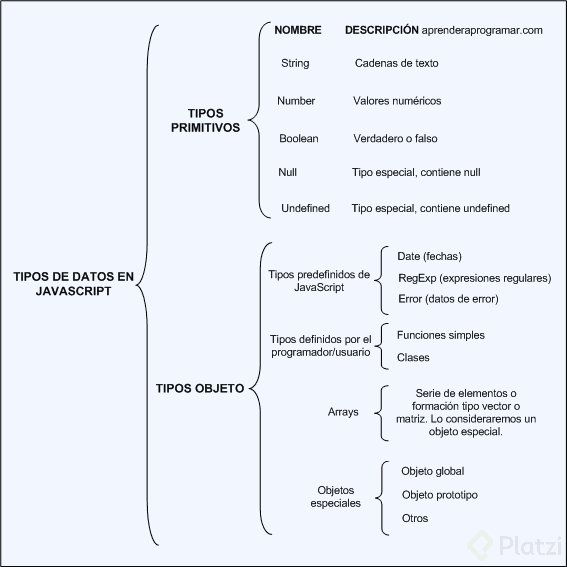 NOMBRE DESCRIPCIÓN aprenderaprogramar.com
String Cadenas de texto
TIPOS
PRIMITIVOS
Number Valores numéricos
Boolean Verdadero o falso
Null Tipo especial, contiene null
Undefined Tipo especial, contiene undefined
TIPOS DE DATOS EN
JAVASCRIPT
TIPOS OBJETO
Tipos predefinidos de
JavaScript
Date (fechas)
RegExp (expresiones regulares)
Error (datos de error)
Tipos definidos por el
programador/usuario
Funciones simples
Clases
Arrays
Serie de elementos o
formación tipo vector o
matriz. Lo consideraremos un
objeto especial.
Objetos
especiales
Objeto global
Objeto prototipo
Otros
Platzi